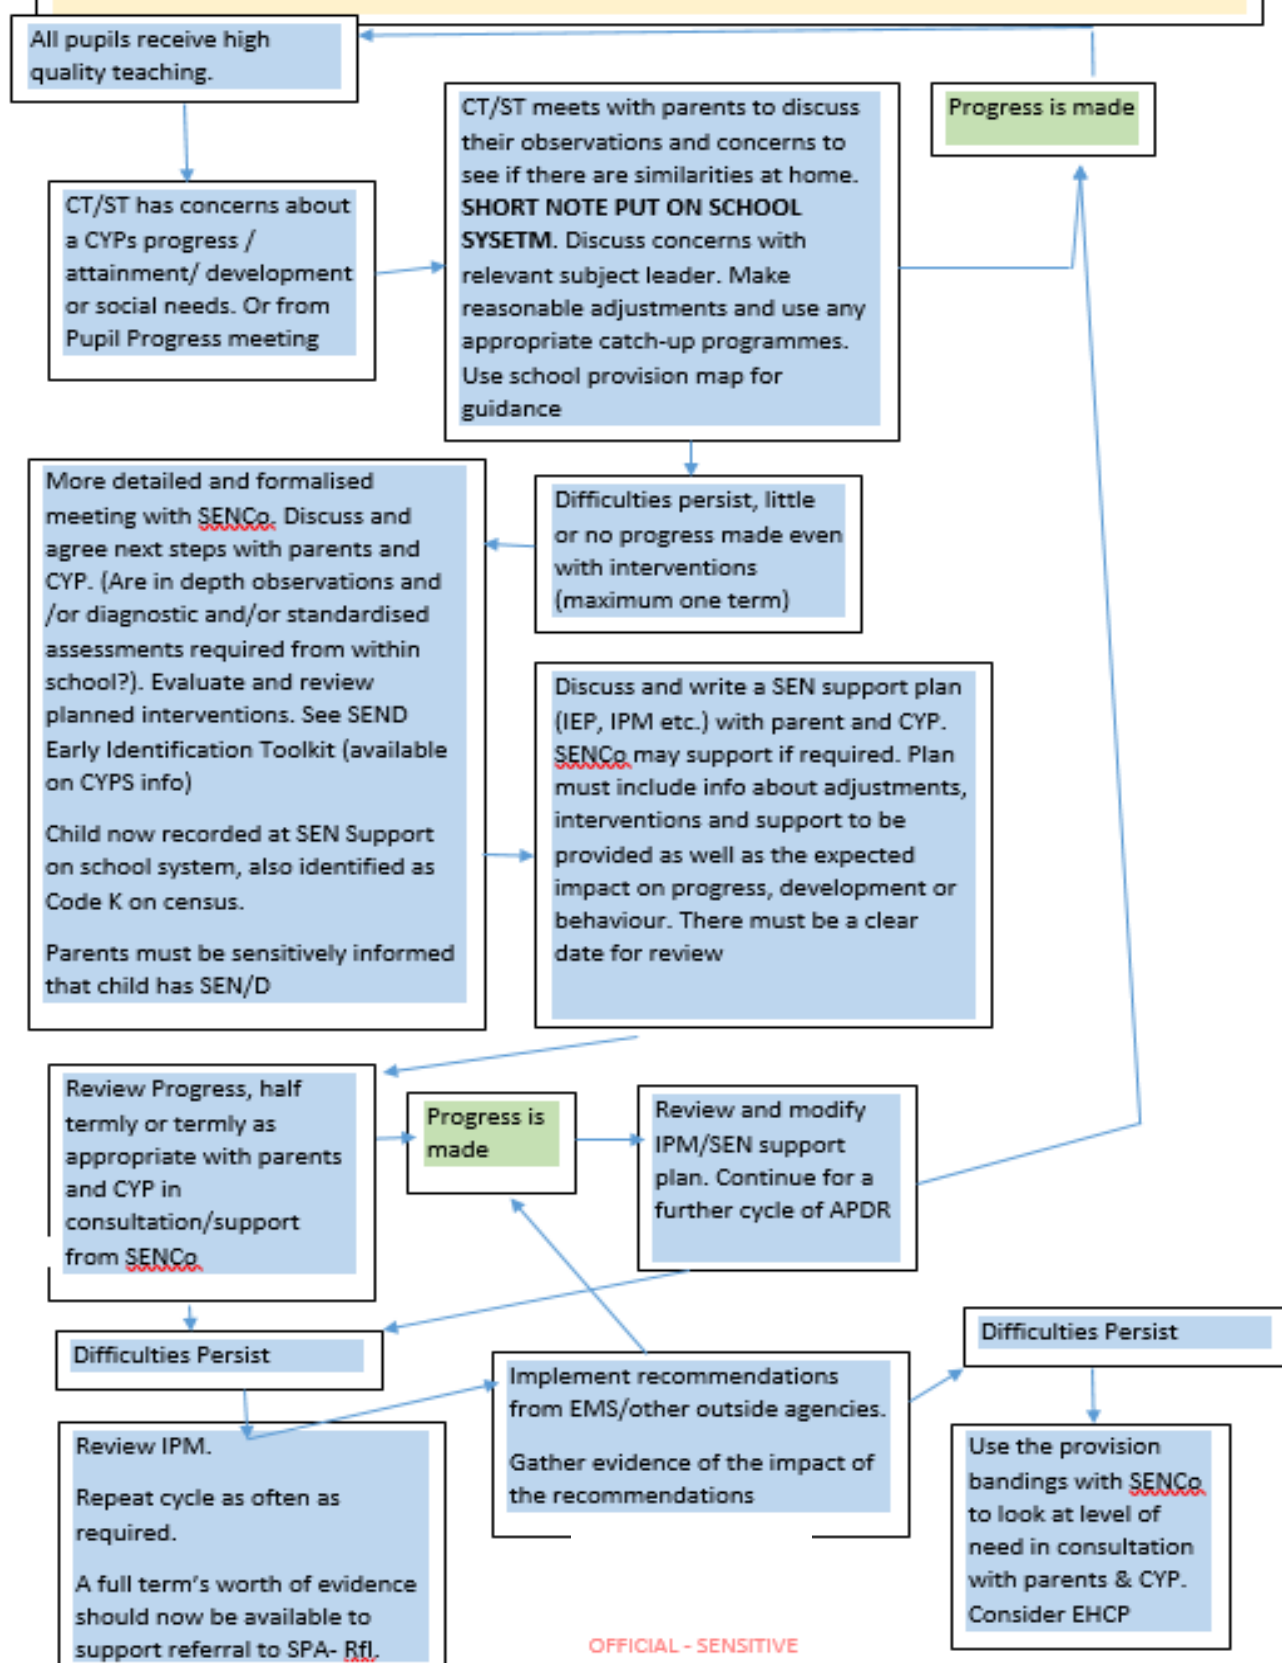 All pupils receive high
quality teaching.
Progress is made
CT/ST has concerns about
a CYPs progress /
attainment/ development
or social needs. Or from
Pupil Progress meeting
CT/ST meets with parents to discuss
their observations and concerns to
see if there are similarities at home.
SHORT NOTE PUT ON SCHOOL
SYSETM. Discuss concerns with
relevant subject leader. Make
reasonable adjustments and use any
appropriate catch-up programmes.
Use school provision map for
guidance
Difficulties persist, little
or no progress made even
with interventions
(maximum one term)
More detailed and formalised
meeting with SENCo. Discuss and
agree next steps with parents and
CYP. (Are in depth observations and
/or diagnostic and/or standardised
assessments required from within
school?). Evaluate and review
planned interventions. See SEND
Early Identification Toolkit (available
on CYPS info)
Child now recorded at SEN Support
on school system, also identified as
Code K on census.
Parents must be sensitively informed
that child has SEN/D
Discuss and write a SEN support plan
(IEP, IPM etc.) with parent and CYP.
SENCo may support if required. Plan
must include info about adjustments,
interventions and support to be
provided as well as the expected
impact on progress, development or
behaviour. There must be a clear
date for review
Review Progress, half
termly or termly as
appropriate with parents
and CYP in
consultation/support
from SENCo
Progress is
made
Review and modify
IPM/SEN support
plan. Continue for a
further cycle of APDR
Difficulties Persist
Review IPM.
Repeat cycle as often as
required.
A full term's worth of evidence
should now be available to
support referral to SPA- Rfl.
Implement recommendations
from EMS/other outside agencies.
Gather evidence of the impact of
the recommendations
Difficulties Persist
Use the provision
bandings with SENCo
to look at level of
need in consultation
with parents & CYP.
Consider EHCP
OFFICIAL - SENSITIVE